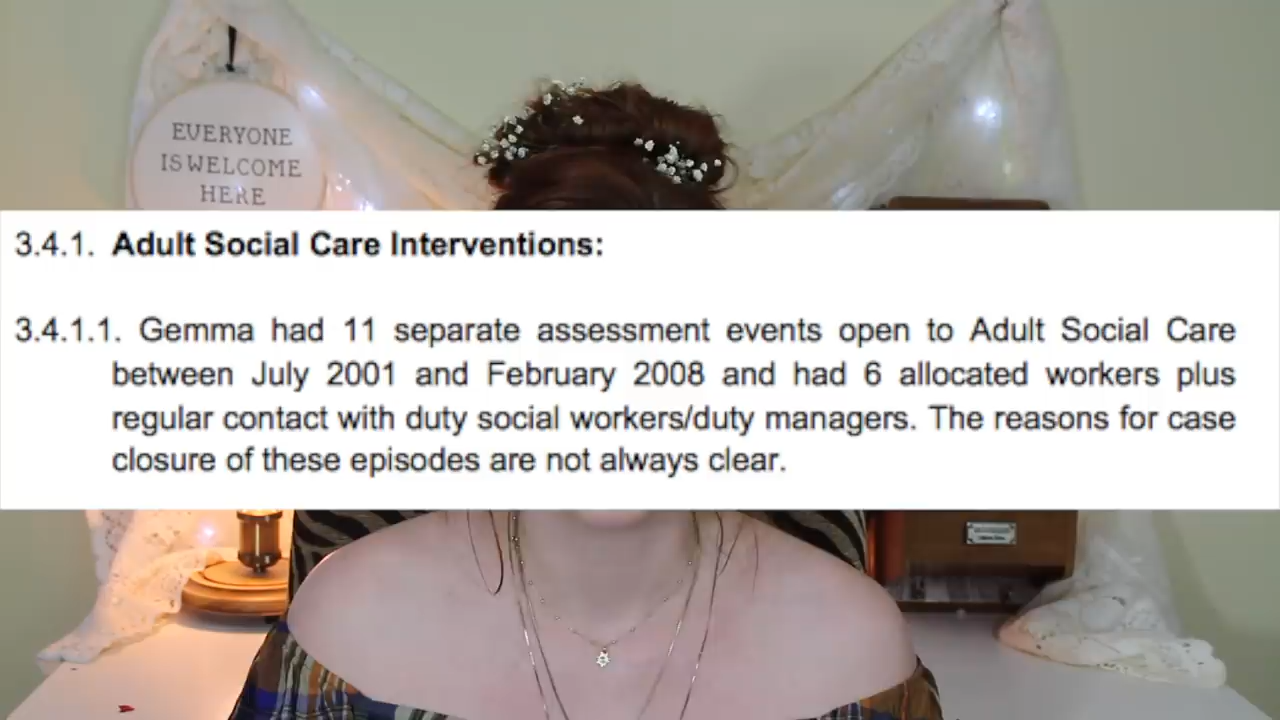 EVERYONE
IS WELCOME
HERE
3.4.1. Adult Social Care Interventions:
3.4.1.1. Gemma had 11 separate assessment events open to Adult Social Care
between July 2001 and February 2008 and had 6 allocated workers plus
regular contact with duty social workers/duty managers. The reasons for case
closure of these episodes are not always clear.